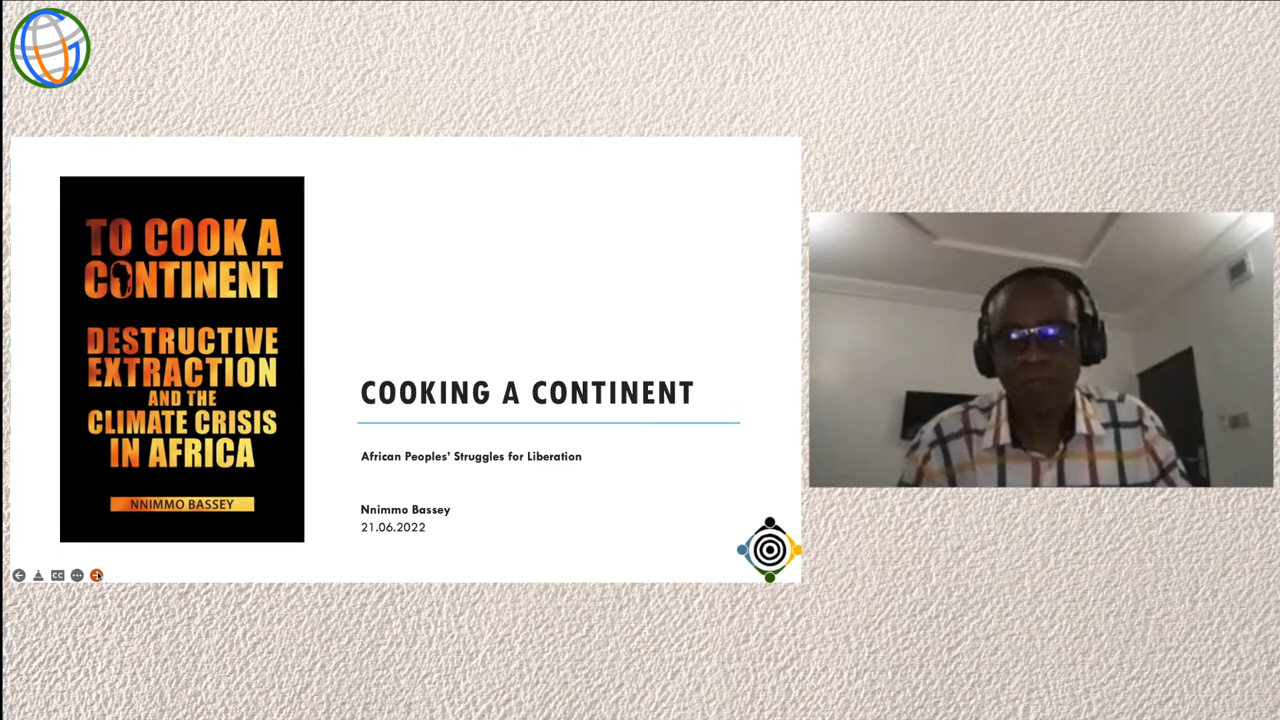 TO COOK A
CONTINENT
DESTRUCTIVE
EXTRACTION
AND THE
CLIMATE CRISIS
IN AFRICA
NNIMMO BASSEY
COOKING A CONTINENT
African Peoples' Struggles for Liberation
Nnimmo Bassey
21.06.2022
CC